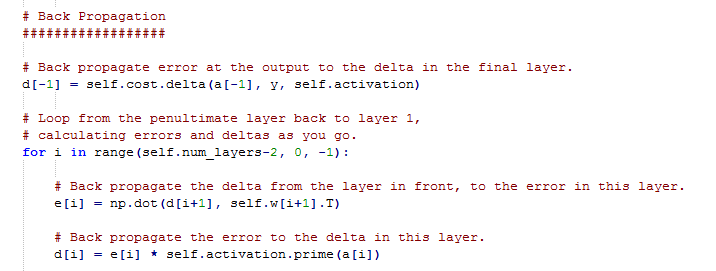 # Back Propagation
##################
# Back propagate error at the output to the delta in the final layer.
d[-1] = self.cost.delta(a[-1], y, self.activation)
# Loop from the penultimate layer back to layer 1,
# calculating errors and deltas as you go.
for i in range(self.num_layers-2, 0, -1):
# Back propagate the delta from the layer in front, to the error in this layer.
e[i] = np.dot(d[i+1], self.w[i+1].T)
# Back propagate the error to the delta in this layer.
d[i] = e[i] * self.activation.prime(a[i])